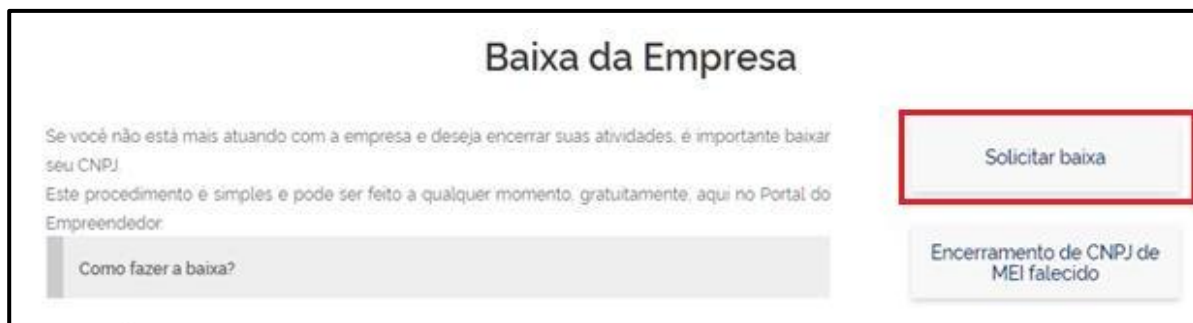 Baixa da Empresa
Se você não está mais atuando com a empresa e deseja encerrar suas atividades, é importante baixar
seu CNPJ.
Este procedimento é simples e pode ser feito a qualquer momento, gratuitamente, aqui no Portal do
Empreendedor.
Como fazer a baixa?
Solicitar baixa
Encerramento de CNPJ de
MEI falecido